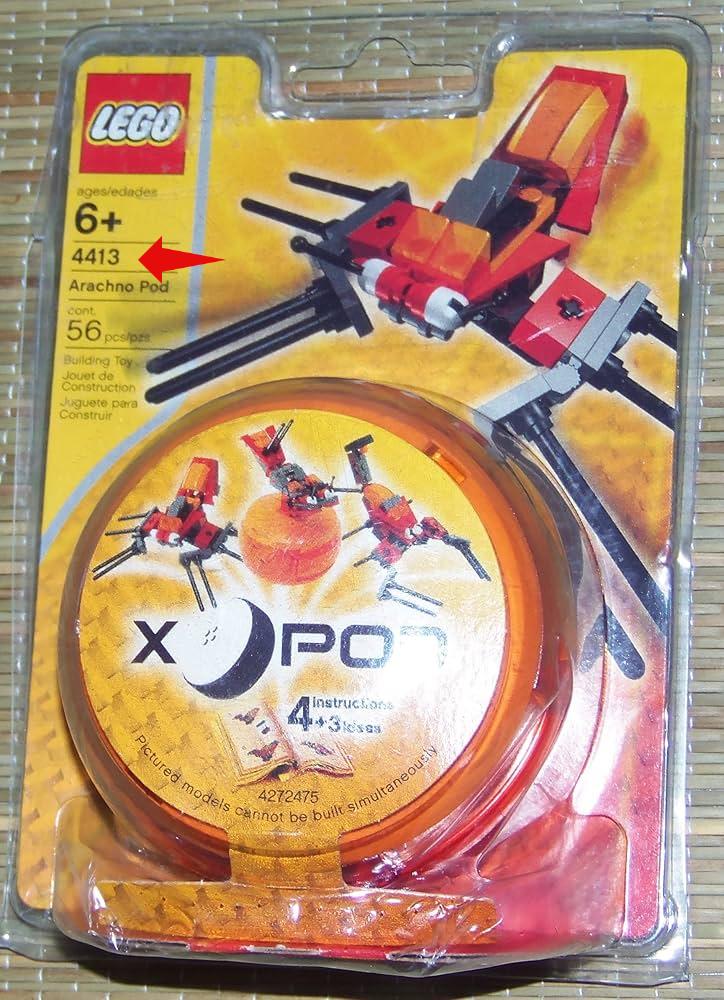 LEGO
ages/edades
6+
4413
Arachno Pod
cont.
56 pcs/pzs
Building Toy
Jouet de
Construction
Juguete para
Construir
X POD
4 instructions
+3 ideas
4272475
Pictured models cannot be built simultaneously